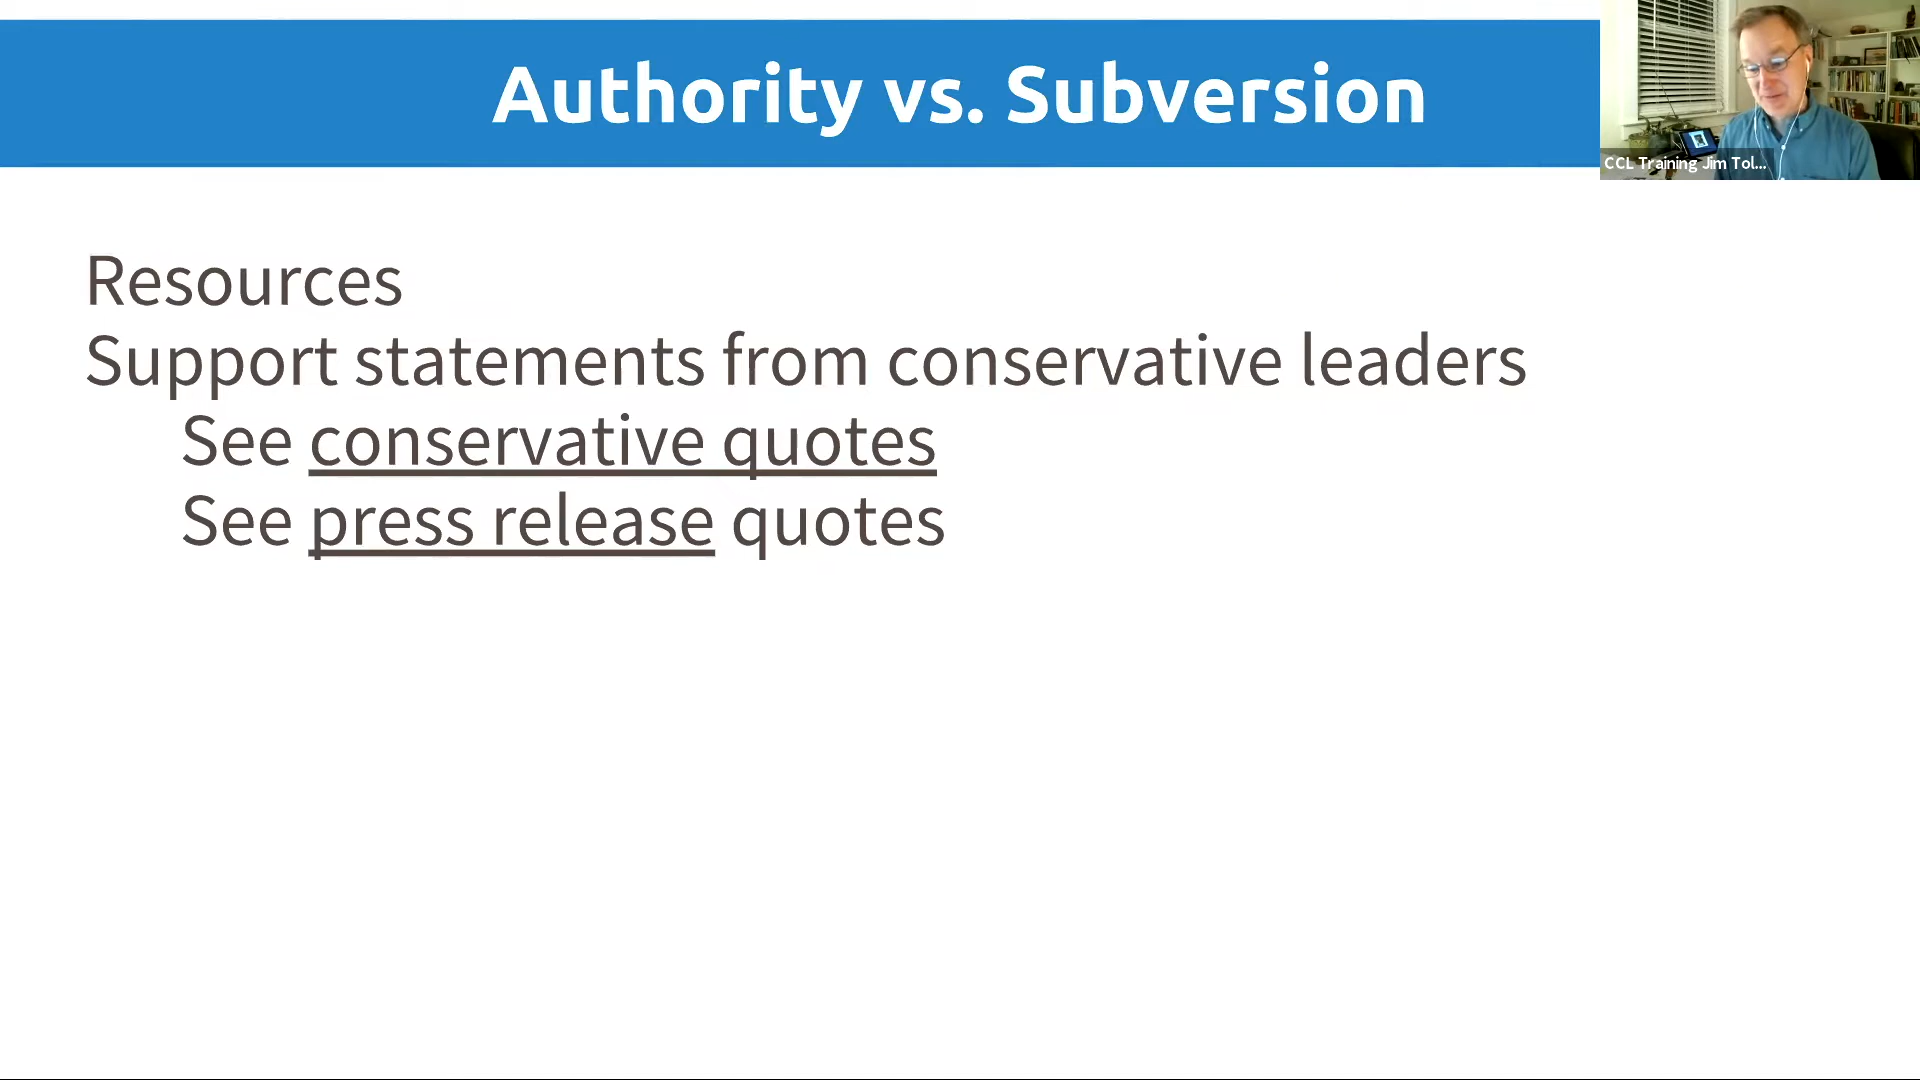 Authority vs. Subversion
CCL Training Jim Tol...
Resources
Support statements from conservative leaders
See conservative quotes
See press release quotes